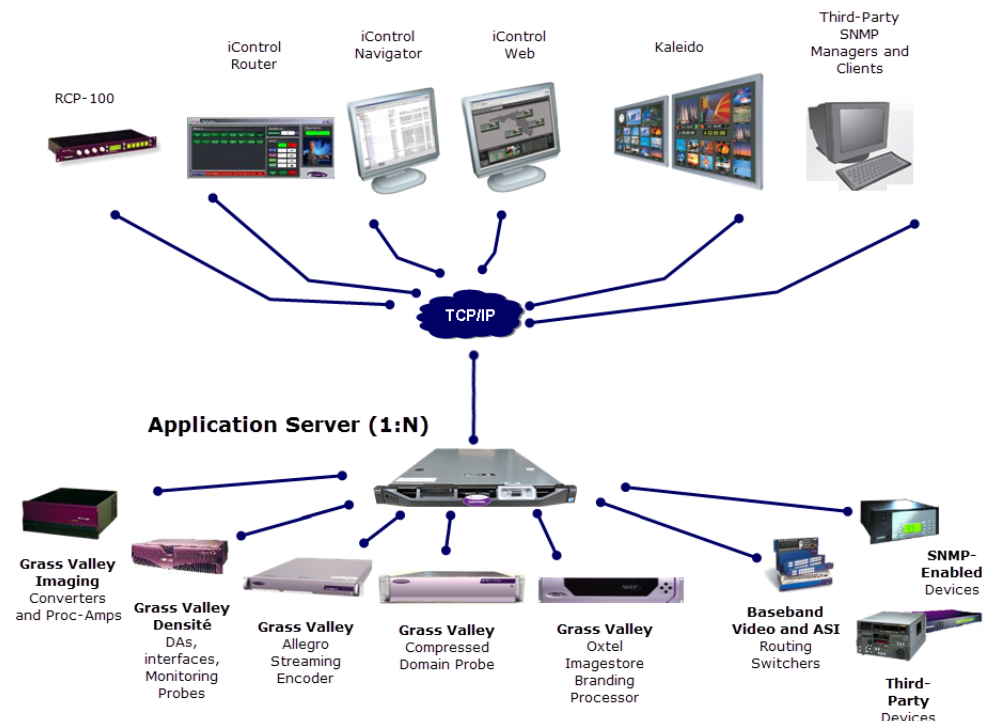 Third-Party
SNMP
Managers and
Clients
iControl
Navigator
iControl
Web
iControl
Router
Kaleido
RCP-100
TCP/IP
Application Server (1:N)
Grass Valley
Imaging
Converters
and Proc-Amps
Grass Valley
Densité
DAs,
interfaces,
Monitoring
Probes
Grass Valley
Allegro
Streaming
Encoder
Grass Valley
Compressed
Domain Probe
Grass Valley
Oxtel
Imagestore
Branding
Processor
Baseband
Video and ASI
Routing
Switchers
SNMP-
Enabled
Devices
Third-
Party
Devices